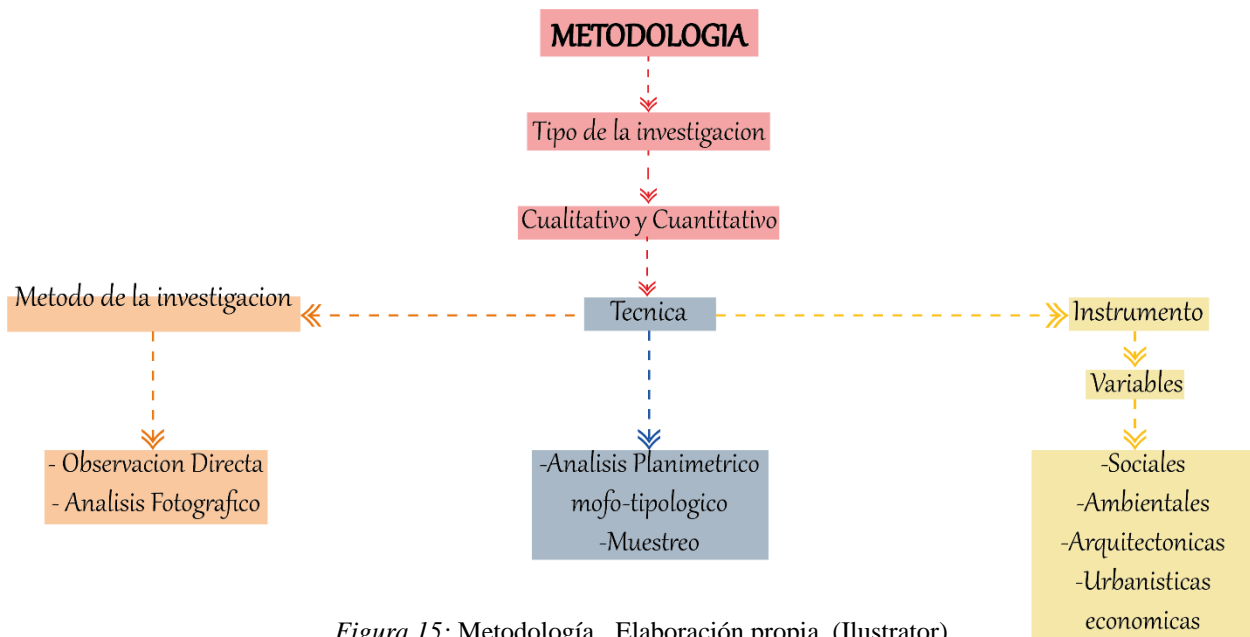 METODOLOGIA
Tipo de la investigacion
Cualitativo y Cuantitativo
Metodo de la investigacion
Tecnica
Instrumento
Variables
- Observacion Directa
- Analisis Fotografico
-Analisis Planimetrico
mofo-tipologico
-Muestreo
-Sociales
-Ambientales
-Arquitectonicas
-Urbanisticas
economicas
Figura 15: Metodología. Elaboración propia. (Ilustrator)